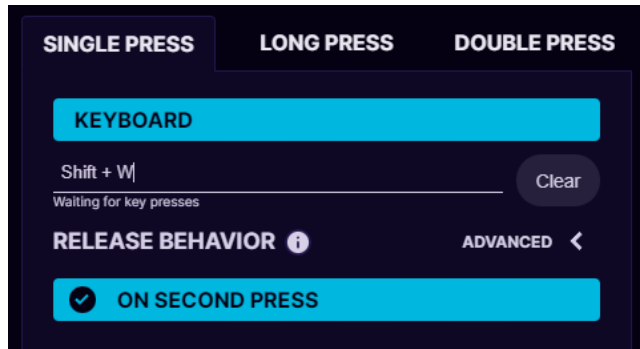 SINGLE PRESS LONG PRESS DOUBLE PRESS
KEYBOARD
Shift + W
Clear
Waiting for key presses
RELEASE BEHAVIOR i ADVANCED
ON SECOND PRESS